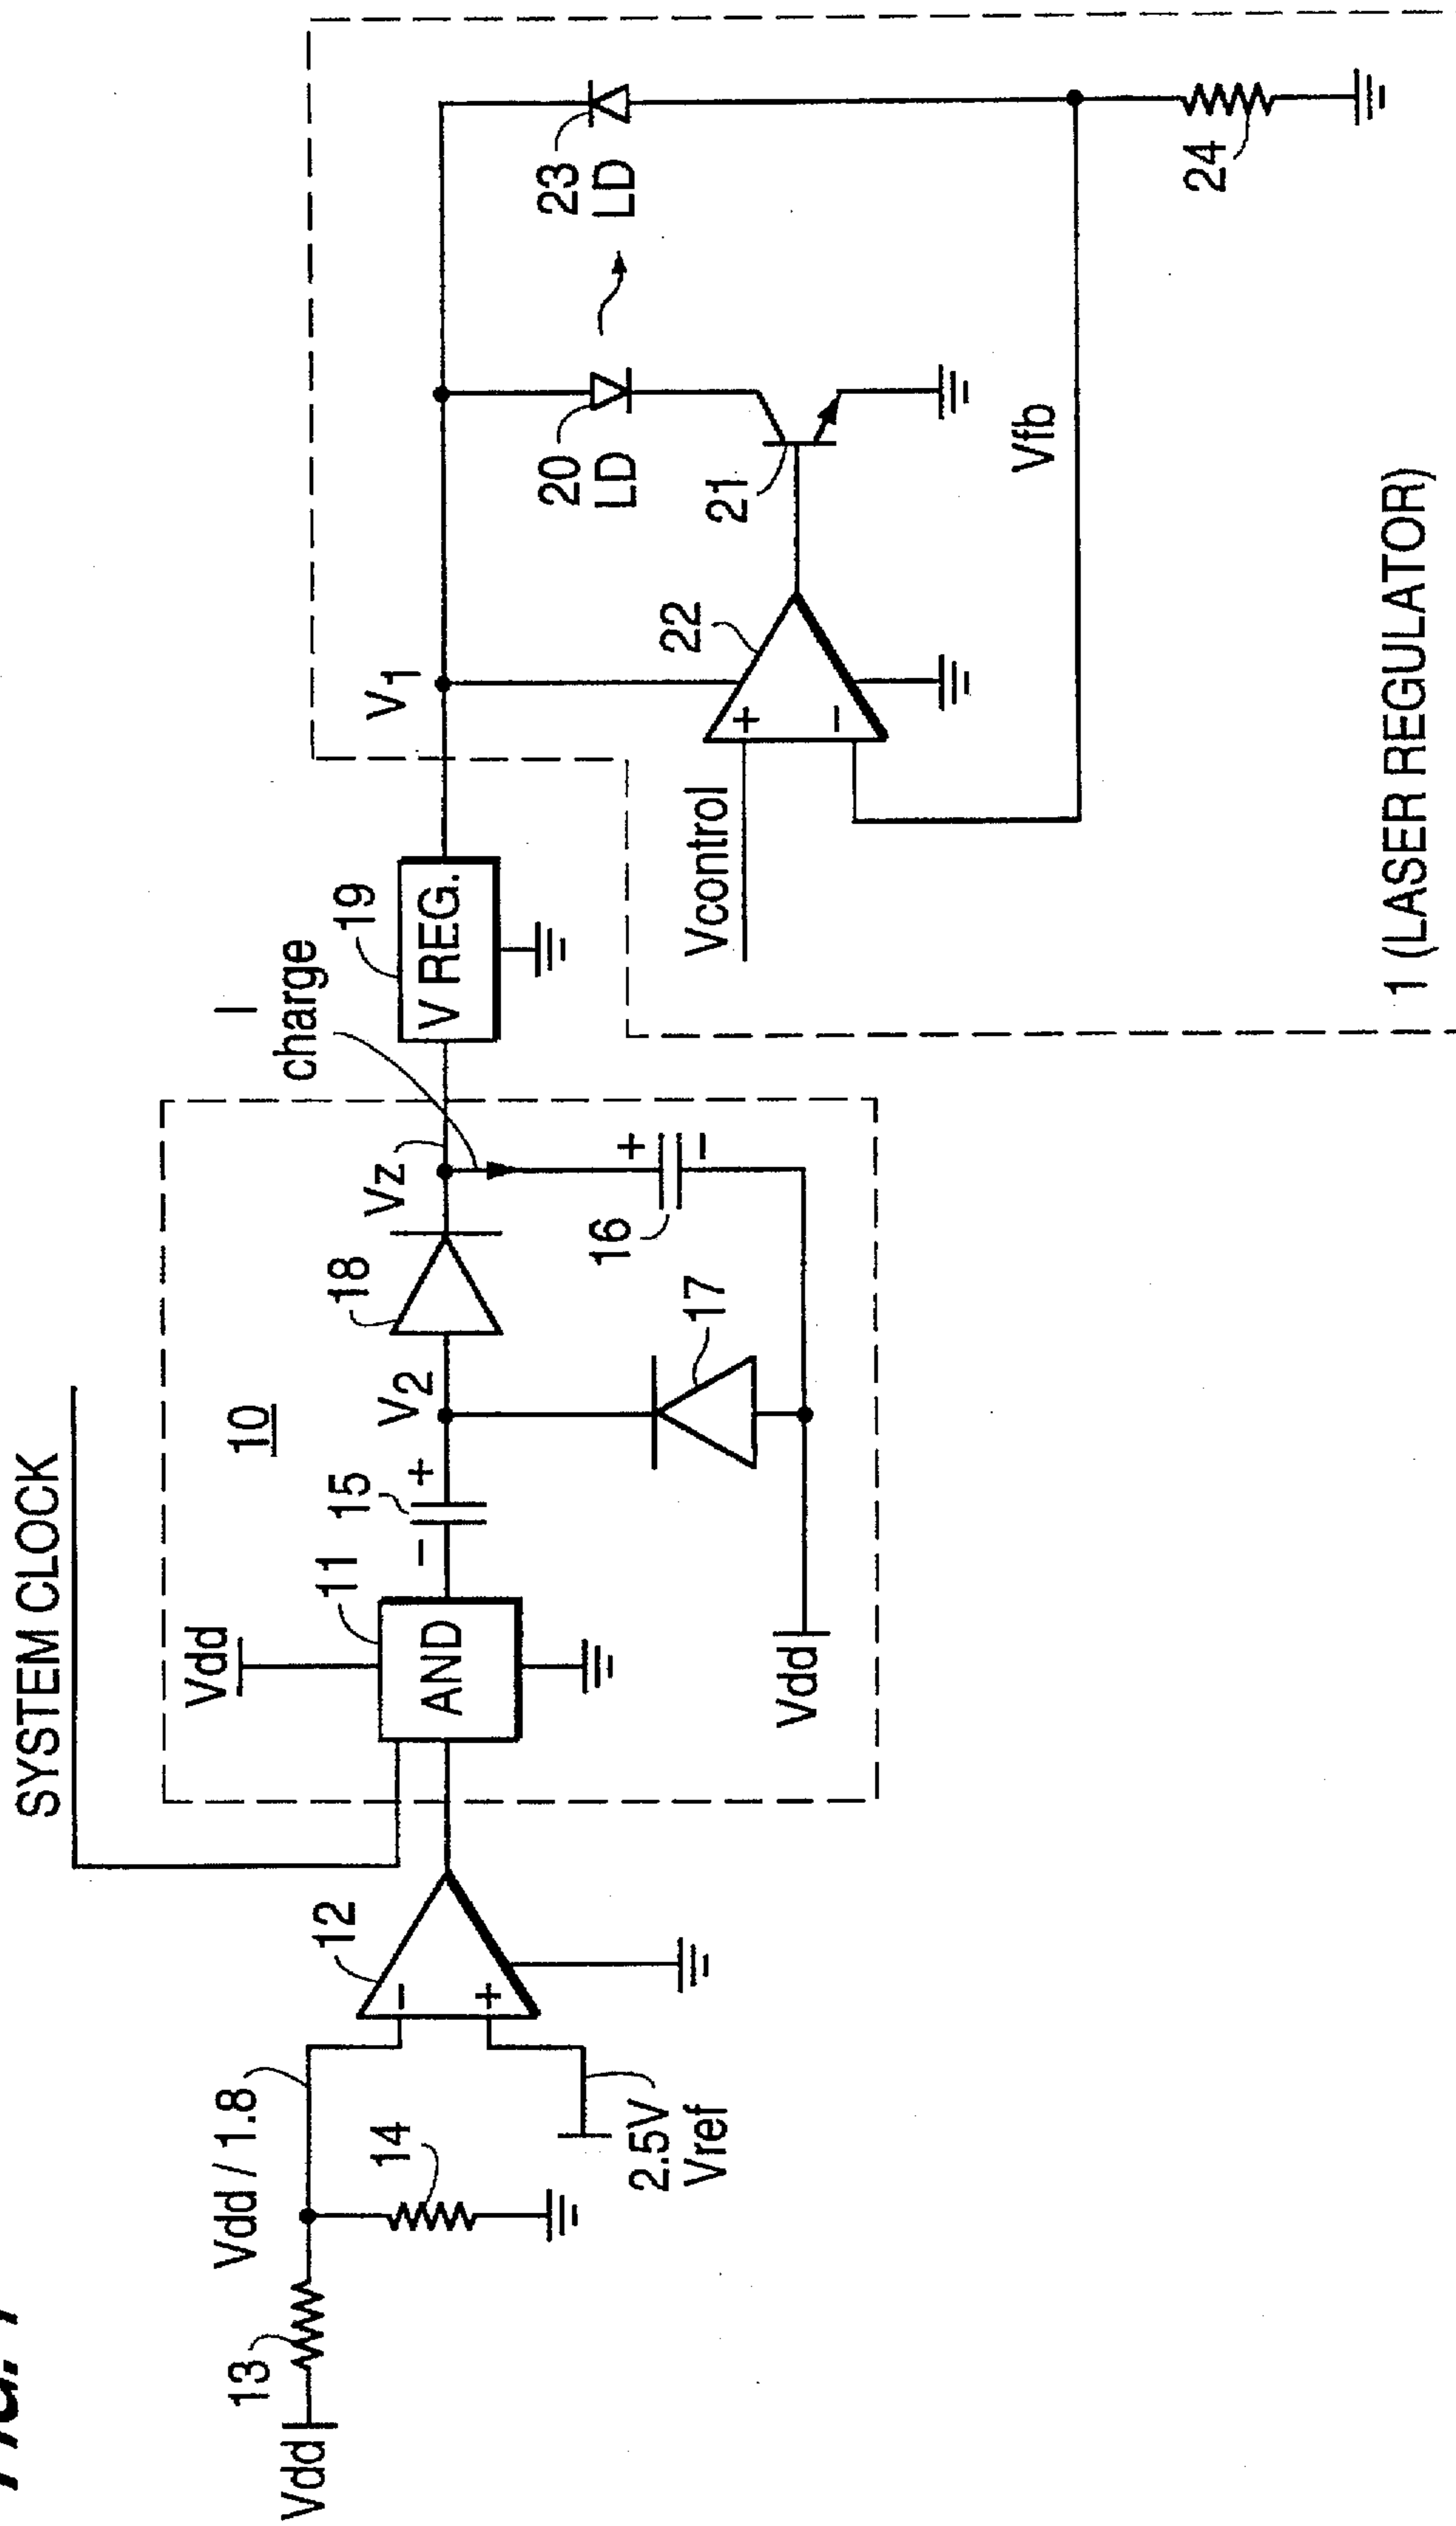 SYSTEM CLOCK
Vdd
11
AND
10
15
− +
V2
18
Vz
I
charge
19
V REG.
V1
20
LD
23
LD
17
16
+ −
Vdd
12
− +
Vdd / 1.8
13
Vdd
14
2.5V
Vref
Vcontrol
22
+ −
21
Vfb
24
1 (LASER REGULATOR)